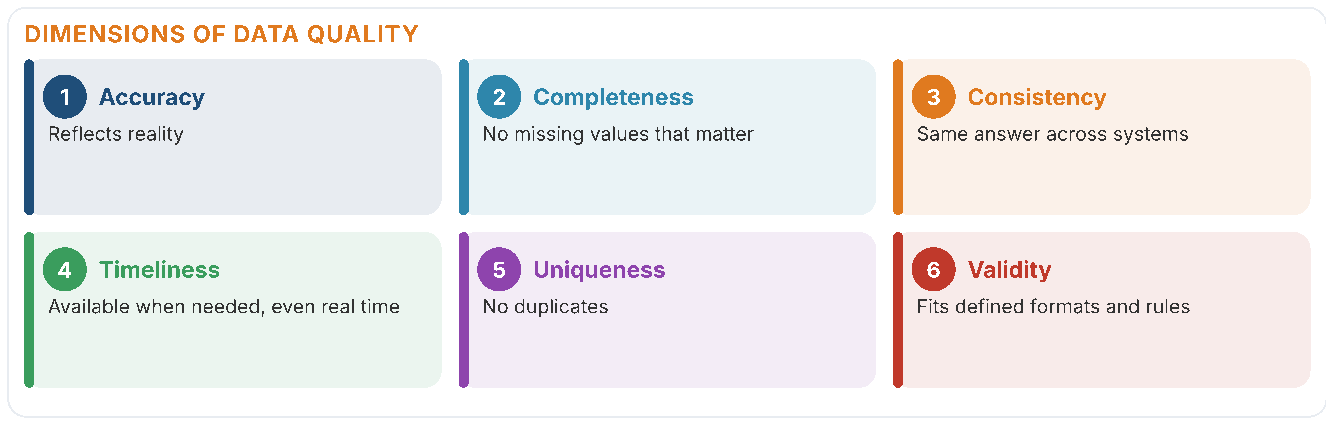 DIMENSIONS OF DATA QUALITY
1 Accuracy
Reflects reality
2 Completeness
No missing values that matter
3 Consistency
Same answer across systems
4 Timeliness
Available when needed, even real time
5 Uniqueness
No duplicates
6 Validity
Fits defined formats and rules